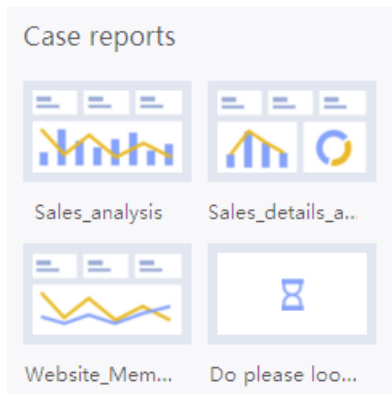 Case reports
Sales_analysis
Sales_details_a...
Website_Mem...
Do please loo...